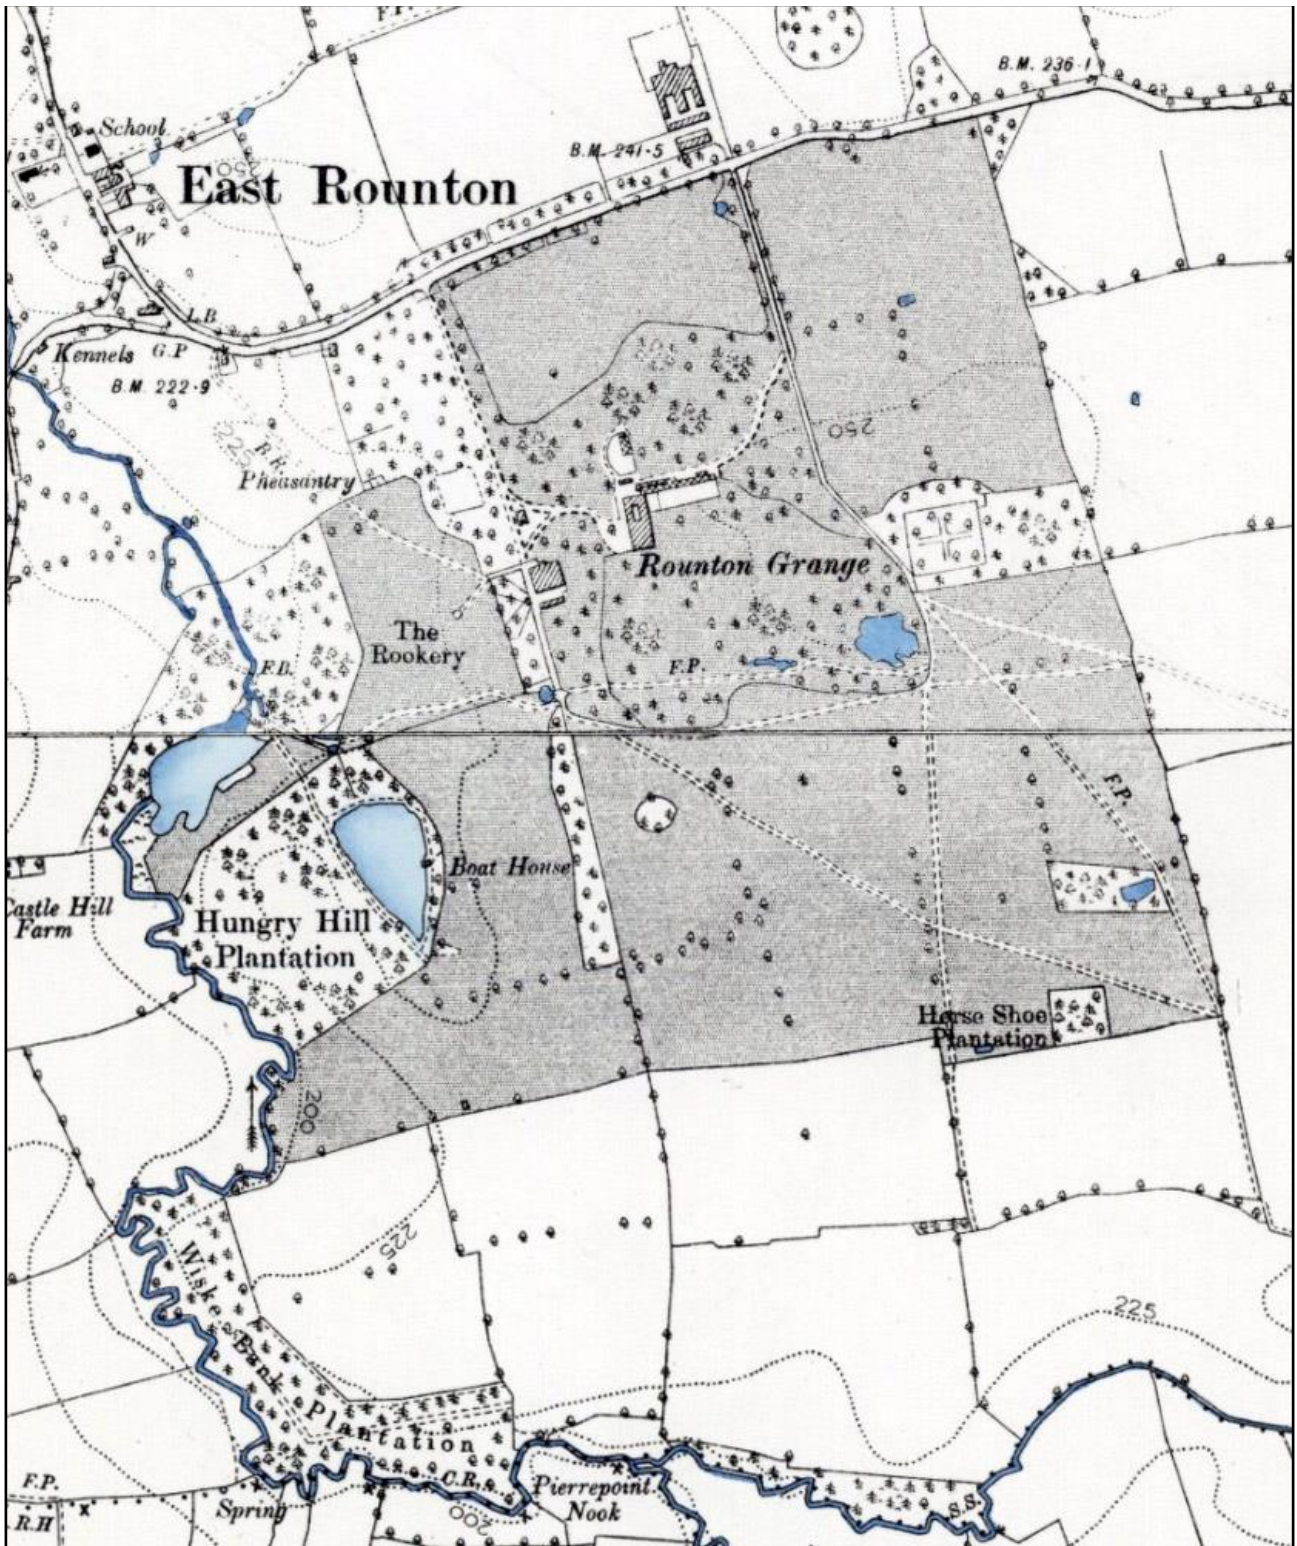 F.P.
B.M. 236·1
School
B.M. 241·5
250
East Rounton
W
L.B
Kennels
G.P
B.M. 222·9
250
225
B.R.
Pheasantry
Rounton Grange
The
Rookery
F.B.
F.P.
F.P.
Boat House
Castle Hill
Farm
Hungry Hill
Plantation
Horse Shoe
Plantation
200
225
Wiske Bank Plantation
225
F.P.
R.H
Spring
C.R.
200
Pierrepoint
Nook
S.S.